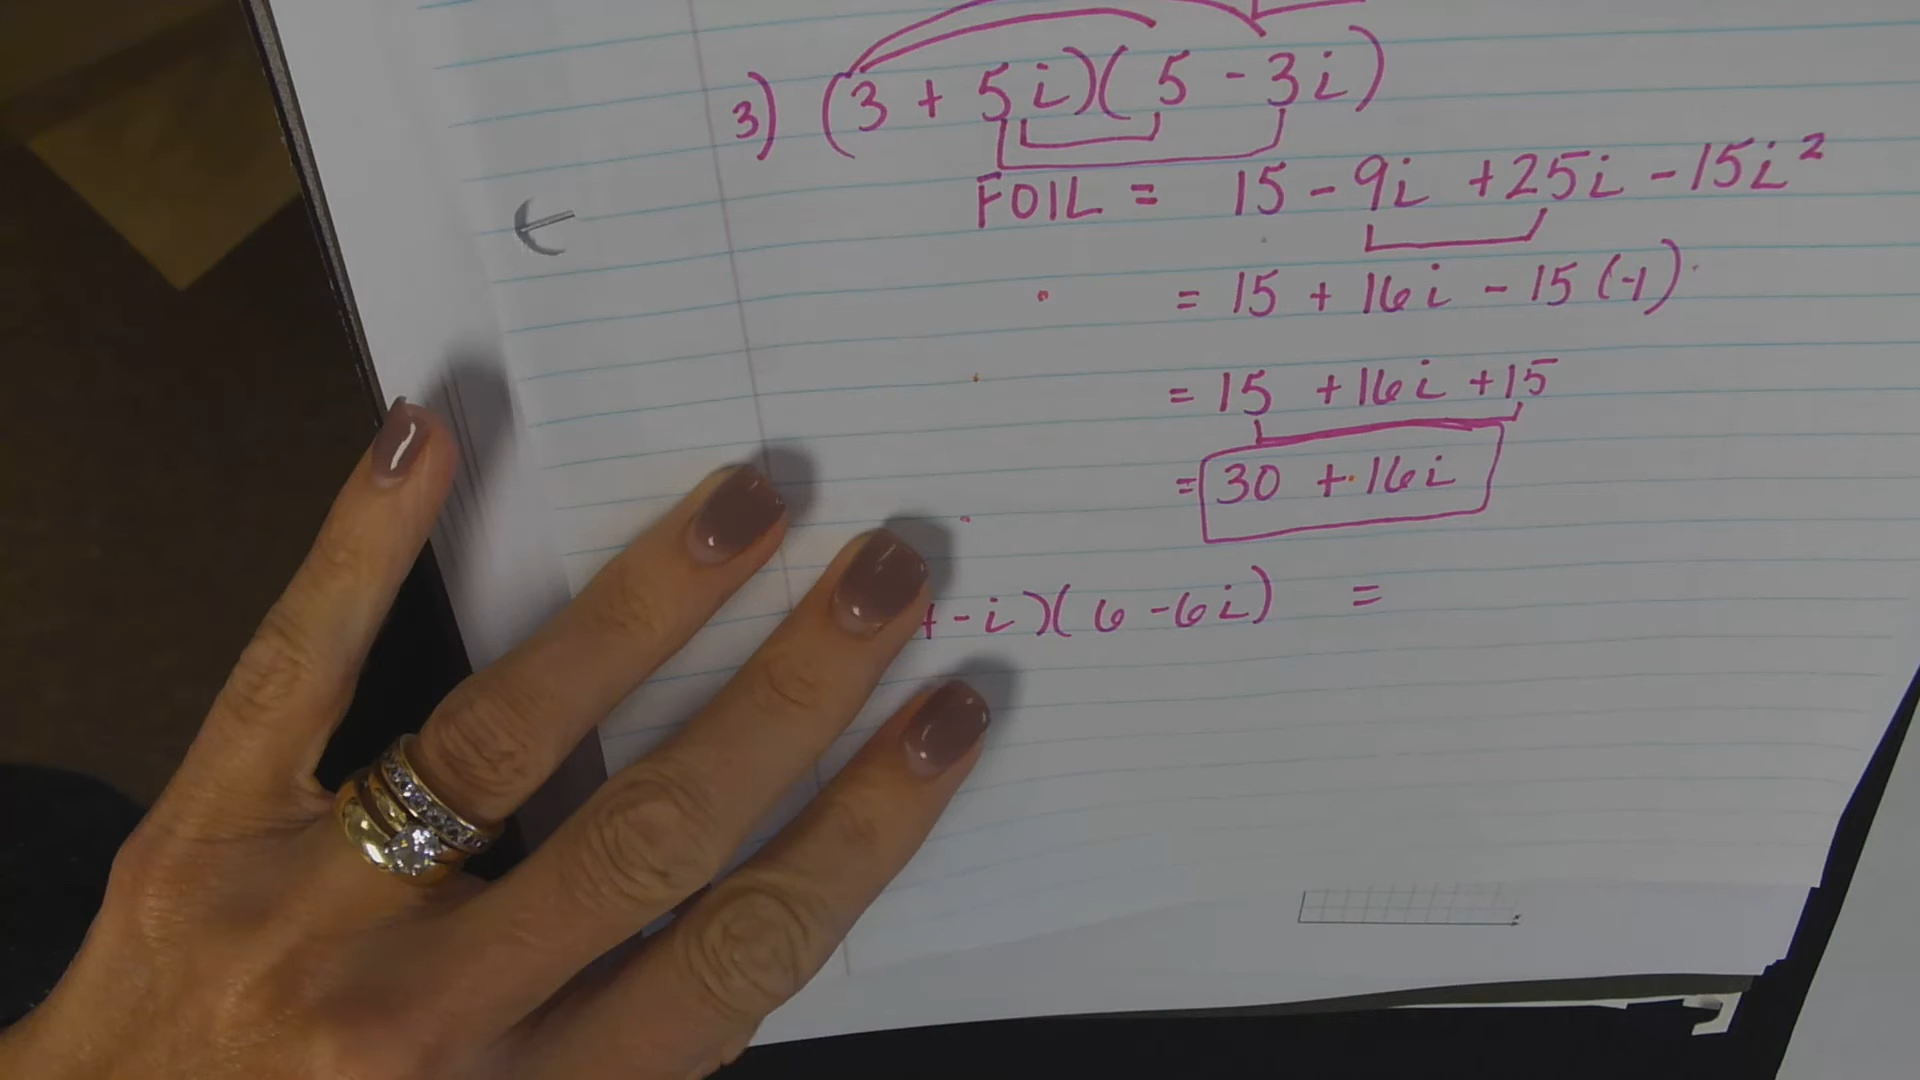 3) (3 + 5i)(5 - 3i)
FOIL = 15 - 9i + 25i - 15i²
= 15 + 16i - 15 (-1)
= 15 + 16i + 15
= 30 + 16i
- i)(6 - 6i) =